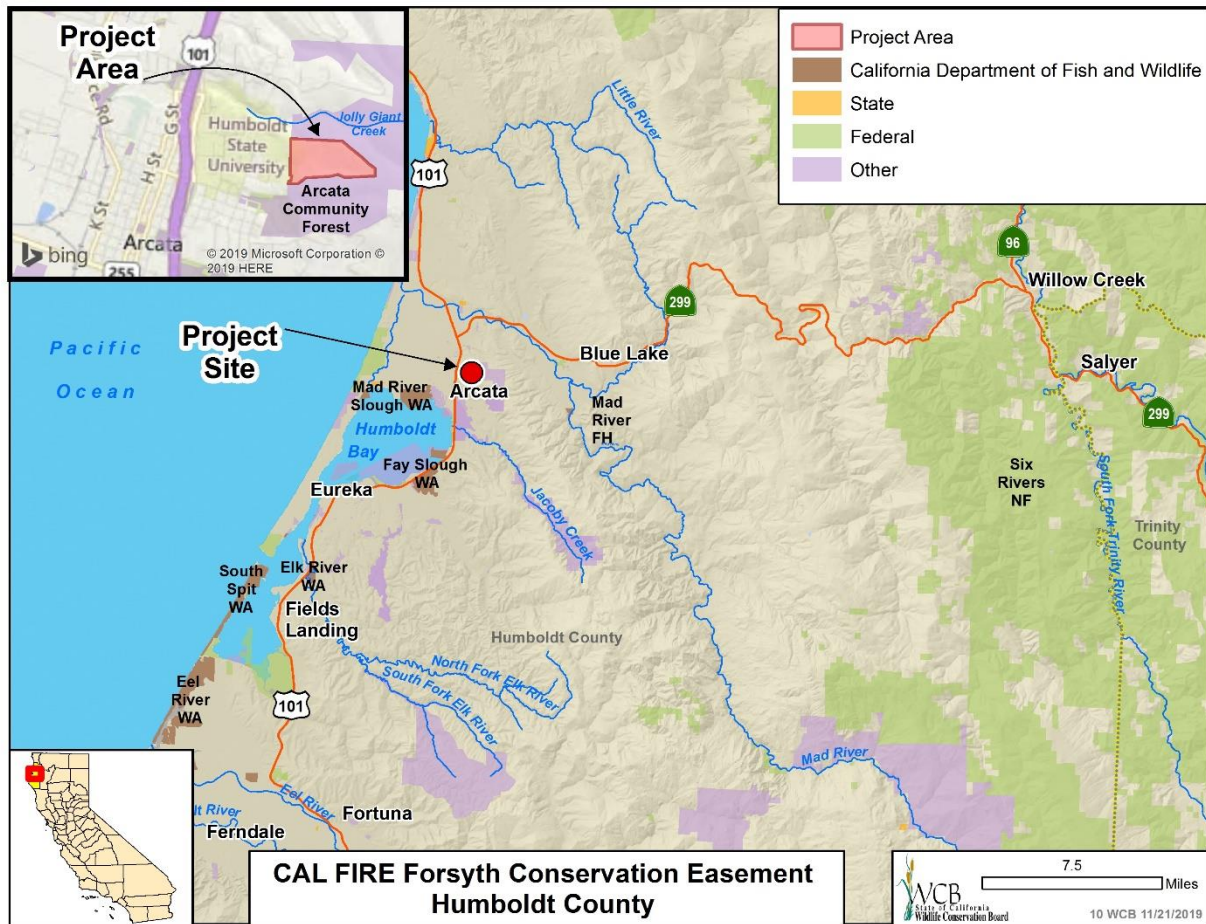 Project
Area
101
ce Rd
K St
H St
G St
Humboldt
State
University
Jolly Giant
Creek
Arcata
Community
Forest
Arcata
255
bing
© 2019 Microsoft Corporation ©
2019 HERE
Project Area
California Department of Fish and Wildlife
State
Federal
Other
Little River
101
96
Willow Creek
299
Pacific
Ocean
Project
Site
Blue Lake
Salyer
299
Arcata
Mad River
Slough WA
Mad
River
FH
Humboldt
Bay
Fay Slough
WA
Eureka
Jacoby Creek
Six
Rivers
NF
South Fork Trinity River
Trinity
County
South
Spit
WA
Elk River
WA
Fields
Landing
Humboldt County
North Fork Elk River
South Fork Elk River
Eel
River
WA
101
Mad River
Eel River
lt River
Fortuna
Ferndale
CAL FIRE Forsyth Conservation Easement
Humboldt County
WCB
State of California
Wildlife Conservation Board
7.5
Miles
10 WCB 11/21/2019